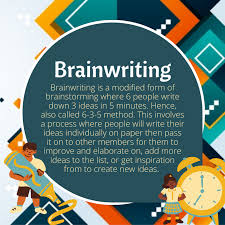 Brainwriting
Brainwriting is a modified form of
brainstorming where 6 people write
down 3 ideas in 5 minutes. Hence,
also called 6-3-5 method. This involves
a process where people will write their
ideas individually on paper then pass
it on to other members for them to
improve and elaborate on, add more
ideas to the list, or get inspiration
from to create new ideas.